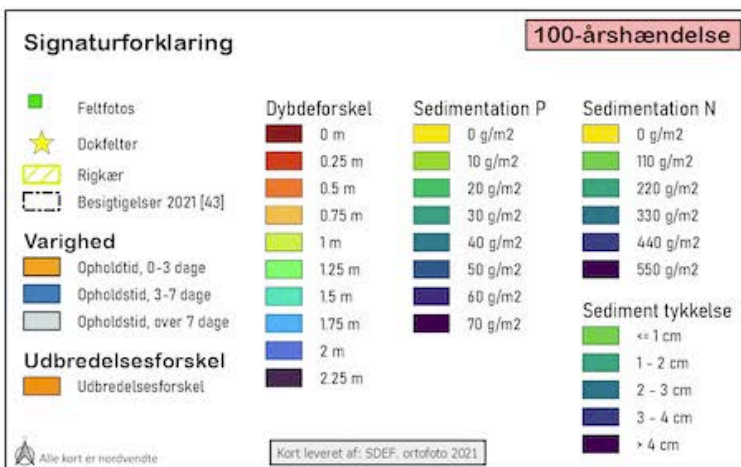 Signaturforklaring
100-årshændelse
Feltfotos
Dokfelter
Rigkær
Besigtigelser 2021 [43]
Varighed
Opholdtid, 0-3 dage
Opholdstid, 3-7 dage
Opholdstid, over 7 dage
Udbredelsesforskel
Udbredelsesforskel
Dybdeforskel
0 m
0.25 m
0.5 m
0.75 m
1 m
1.25 m
1.5 m
1.75 m
2 m
2.25 m
Sedimentation P
0 g/m2
10 g/m2
20 g/m2
30 g/m2
40 g/m2
50 g/m2
60 g/m2
70 g/m2
Sedimentation N
0 g/m2
110 g/m2
220 g/m2
330 g/m2
440 g/m2
550 g/m2
Sediment tykkelse
<= 1 cm
1 - 2 cm
2 - 3 cm
3 - 4 cm
> 4 cm
Alle kort er nordvendte
Kort leveret af: SDEF, ortofoto 2021